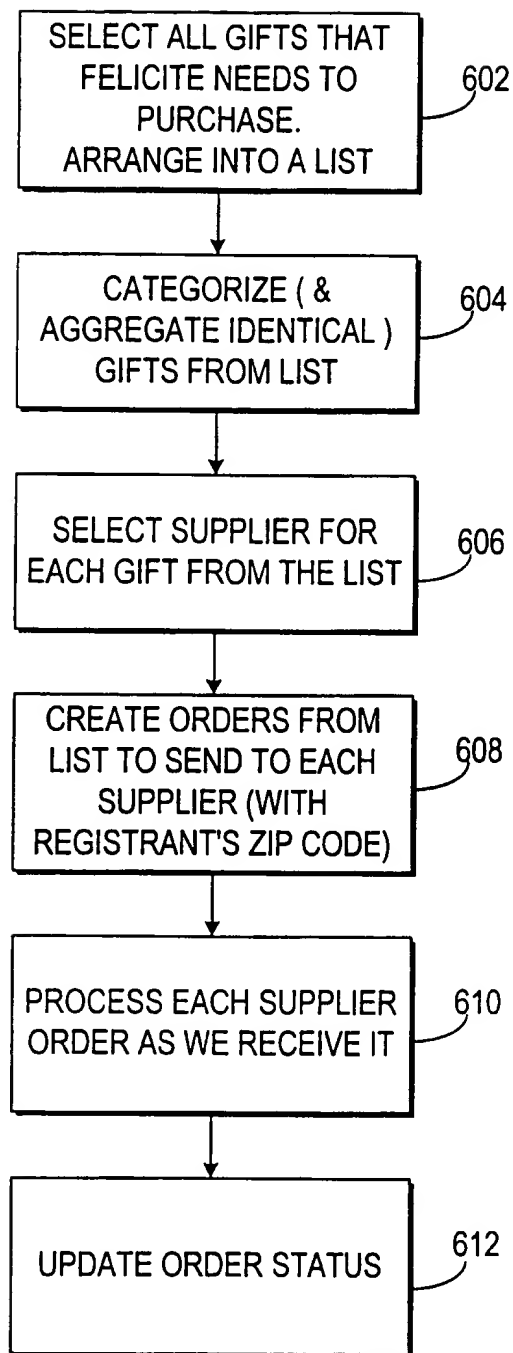 SELECT ALL GIFTS THAT
FELICITE NEEDS TO
PURCHASE.
ARRANGE INTO A LIST
602
CATEGORIZE ( &
AGGREGATE IDENTICAL )
GIFTS FROM LIST
604
SELECT SUPPLIER FOR
EACH GIFT FROM THE LIST
606
CREATE ORDERS FROM
LIST TO SEND TO EACH
SUPPLIER (WITH
REGISTRANT'S ZIP CODE)
608
PROCESS EACH SUPPLIER
ORDER AS WE RECEIVE IT
610
UPDATE ORDER STATUS
612